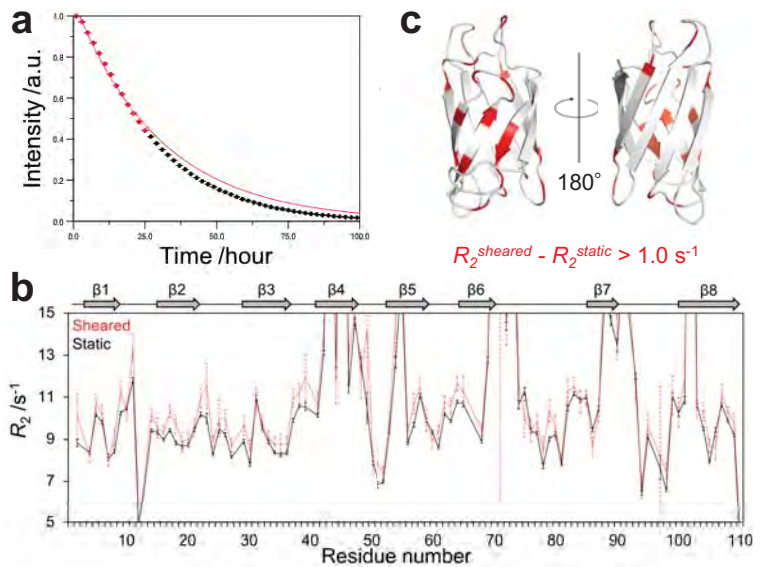 a
Intensity /a.u.
1.0
0.8
0.6
0.4
0.2
0.0
0.0 25.0 50.0 75.0 100.0
Time /hour
c
180°
R₂ˢʰᵉᵃʳᵉᵈ - R₂ˢᵗᵃᵗⁱᶜ > 1.0 s⁻¹
b
β1 β2 β3 β4 β5 β6 β7 β8
Sheared
Static
R₂ /s⁻¹
15
13
11
9
7
5
10 20 30 40 50 60 70 80 90 100 110
Residue number